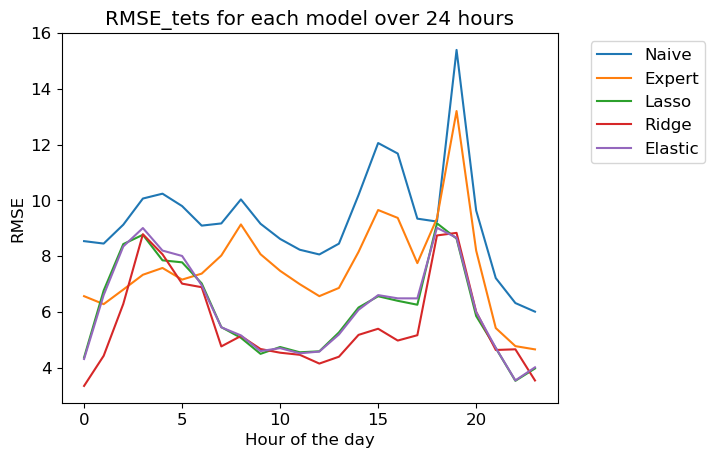 RMSE_tets for each model over 24 hours
16
14
12
10
8
6
4
RMSE
0 5 10 15 20
Hour of the day
Naive
Expert
Lasso
Ridge
Elastic